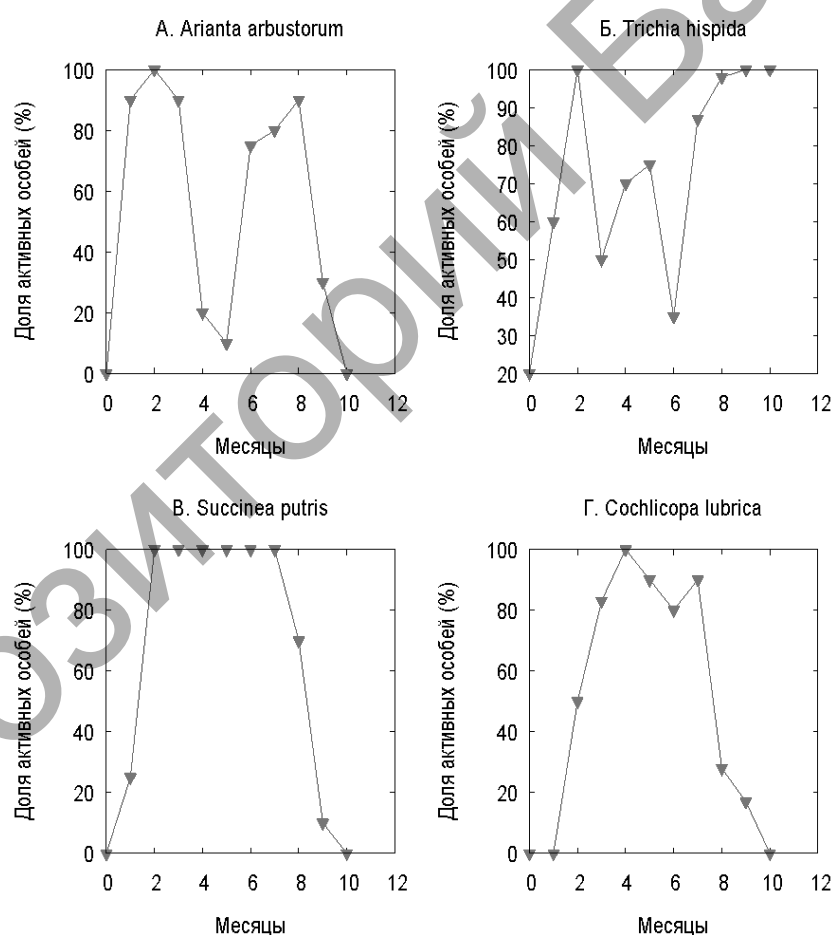 А. Arianta arbustorum
Доля активных особей (%)
100
80
60
40
20
0
0 2 4 6 8 10 12
Месяцы
Б. Trichia hispida
Доля активных особей (%)
100
90
80
70
60
50
40
30
20
0 2 4 6 8 10 12
Месяцы
В. Succinea putris
Доля активных особей (%)
100
80
60
40
20
0
0 2 4 6 8 10 12
Месяцы
Г. Cochlicopa lubrica
Доля активных особей (%)
100
80
60
40
20
0
0 2 4 6 8 10 12
Месяцы
озиторий Ба